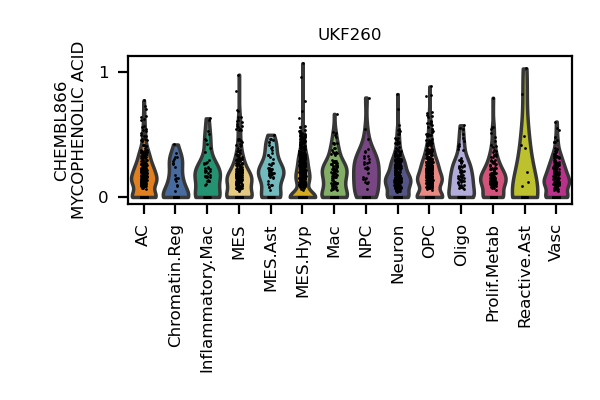 UKF260
CHEMBL866
MYCOPHENOLIC ACID
1
0
AC
Chromatin.Reg
Inflammatory.Mac
MES
MES.Ast
MES.Hyp
Mac
NPC
Neuron
OPC
Oligo
Prolif.Metab
Reactive.Ast
Vasc